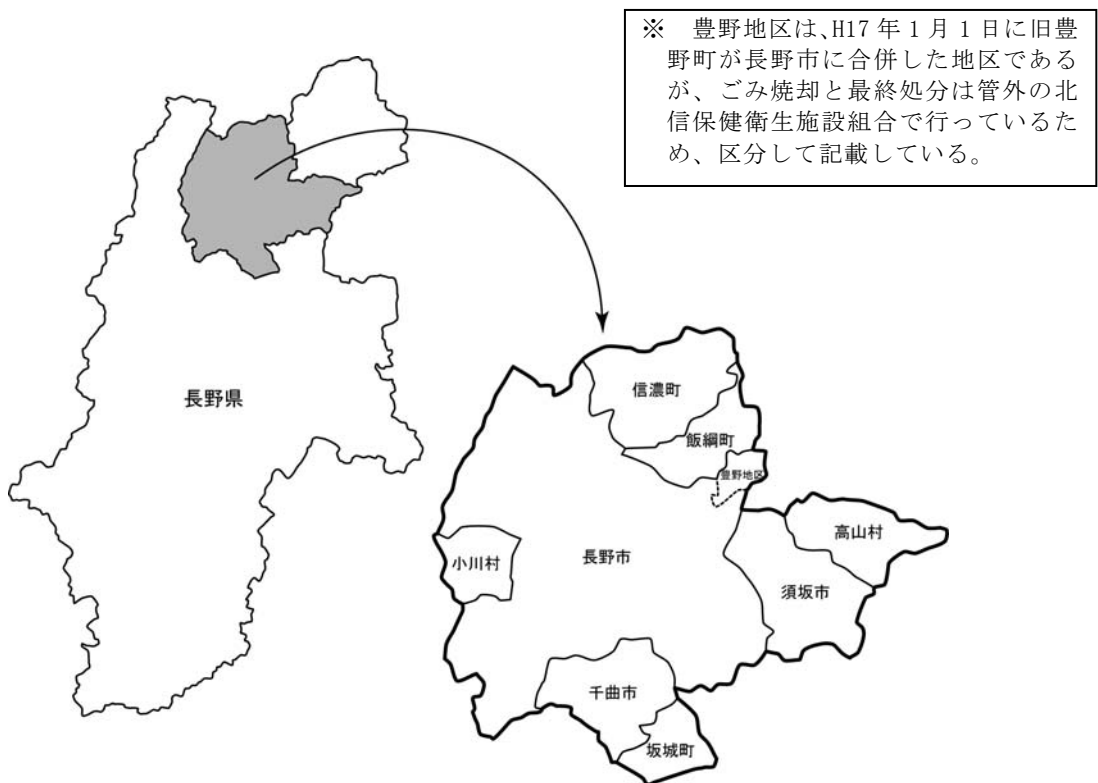 ※　豊野地区は、H17年1月1日に旧豊
野町が長野市に合併した地区である
が、ごみ焼却と最終処分は管外の北
信保健衛生施設組合で行っているた
め、区分して記載している。
長野県
信濃町
飯綱町
豊野地区
高山村
小川村
長野市
須坂市
千曲市
坂城町